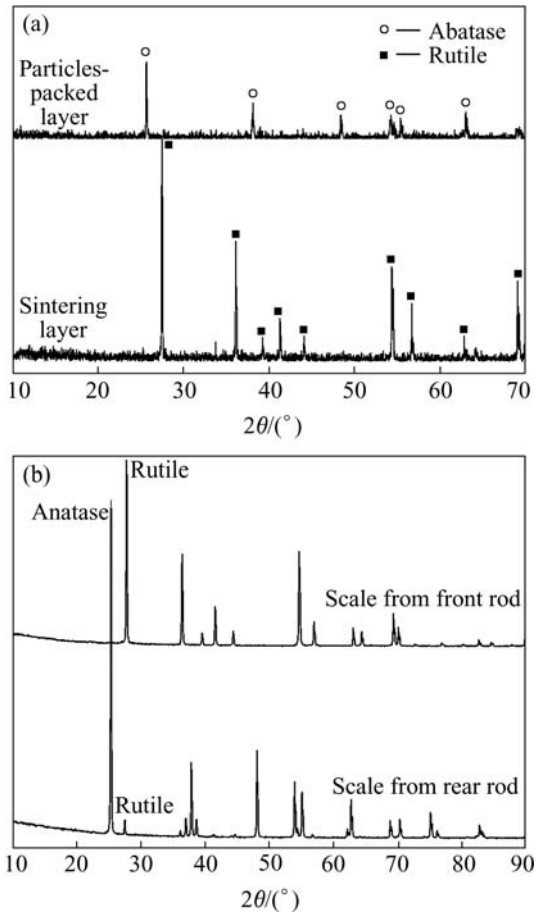 (a)
○ — Abatase
■ — Rutile
Particles-
packed
layer
Sintering
layer
10 20 30 40 50 60 70
2θ/(°)
(b)
Rutile
Anatase
Scale from front rod
Rutile
Scale from rear rod
10 20 30 40 50 60 70 80 90
2θ/(°)